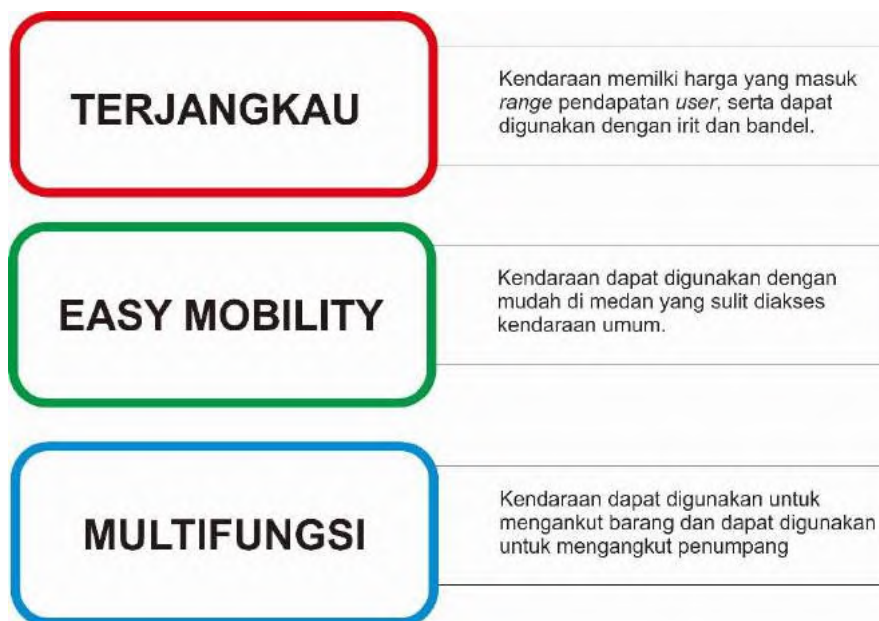 TERJANGKAU
Kendaraan memilki harga yang masuk
range pendapatan user, serta dapat
digunakan dengan irit dan bandel.
EASY MOBILITY
Kendaraan dapat digunakan dengan
mudah di medan yang sulit diakses
kendaraan umum.
MULTIFUNGSI
Kendaraan dapat digunakan untuk
mengankut barang dan dapat digunakan
untuk mengangkut penumpang